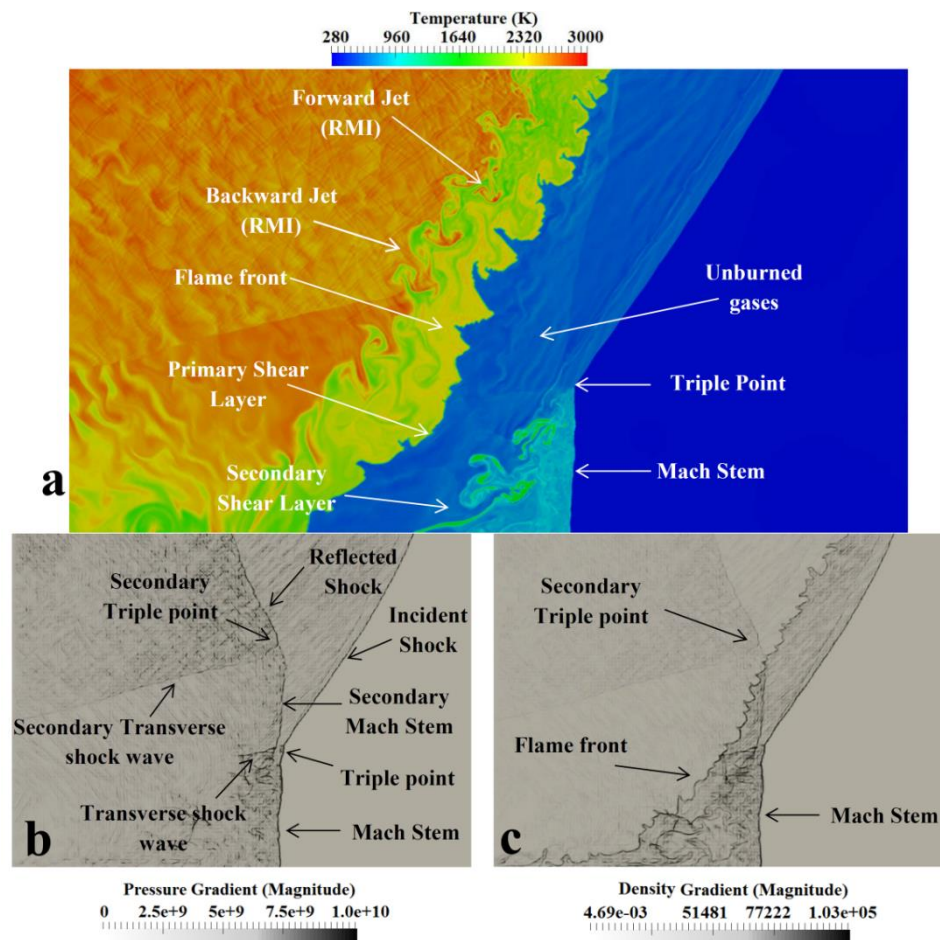 Temperature (K)
280 960 1640 2320 3000
Forward Jet
(RMI)
Backward Jet
(RMI)
Flame front
Unburned
gases
Primary Shear
Layer
Triple Point
Secondary
Shear Layer
Mach Stem
a
Secondary
Triple point
Reflected
Shock
Incident
Shock
Secondary Transverse
shock wave
Secondary
Mach Stem
Triple point
Transverse shock
wave
Mach Stem
b
Secondary
Triple point
Flame front
Mach Stem
c
Pressure Gradient (Magnitude)
0 2.5e+9 5e+9 7.5e+9 1.0e+10
Density Gradient (Magnitude)
4.69e-03 51481 77222 1.03e+05